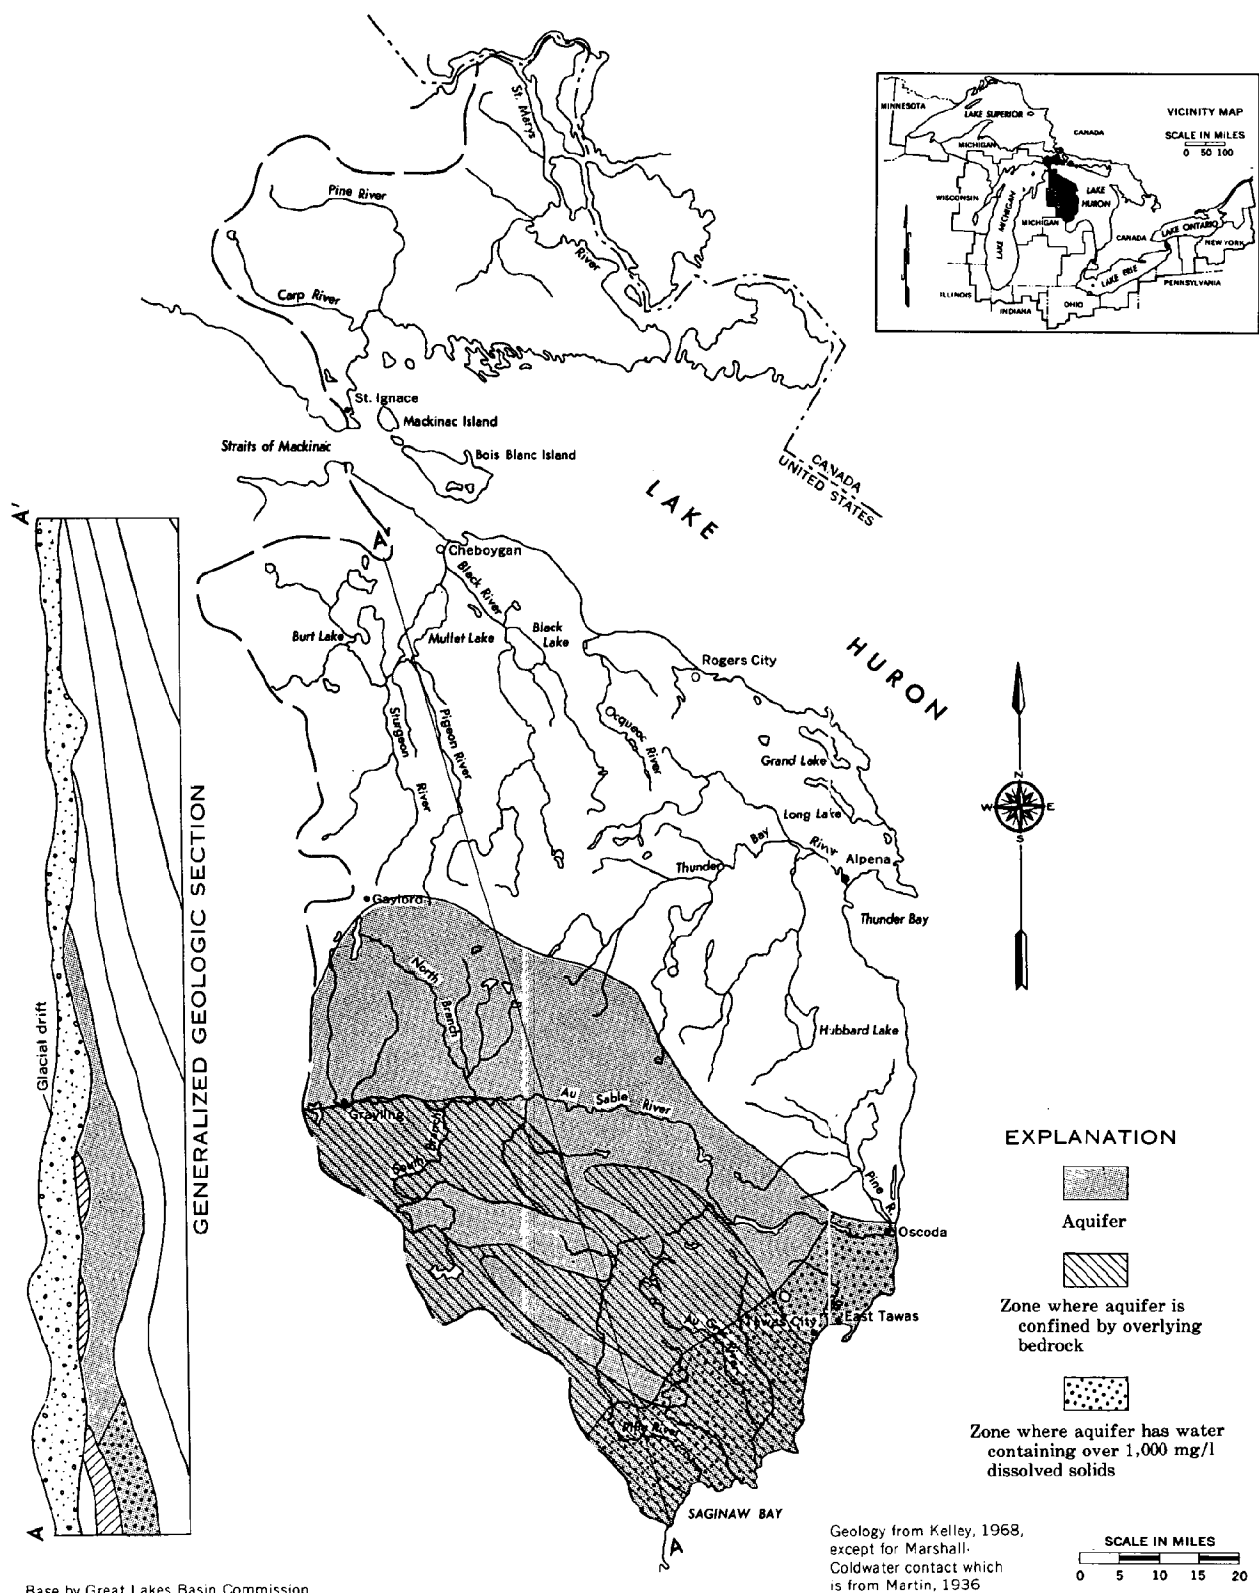 St. Marys
River
Pine River
Carp River
St. Ignace
Mackinac Island
Straits of Mackinac
Bois Blanc Island
CANADA
UNITED STATES
LAKE
HURON
VICINITY MAP
SCALE IN MILES
0 50 100
MINNESOTA
LAKE SUPERIOR
CANADA
MICHIGAN
WISCONSIN
LAKE MICHIGAN
MICHIGAN
LAKE
HURON
CANADA
LAKE ONTARIO
NEW YORK
LAKE ERIE
PENNSYLVANIA
ILLINOIS
INDIANA
OHIO
A'
Glacial drift
A
GENERALIZED GEOLOGIC SECTION
A'
Cheboygan
Black River
Burt Lake
Mullet Lake
Black
Lake
Rogers City
Sturgeon
River
Pigeon River
Ocqueoc River
Grand Lake
Long Lake
Thunder
Bay
River
Alpena
Thunder Bay
Gaylord
North
Branch
Hubbard Lake
Au Sable River
Grayling
South
Pine R
Oscoda
Tawas City
East Tawas
Au G
Rifle River
SAGINAW BAY
A
N
W
E
S
EXPLANATION
Aquifer
Zone where aquifer is
confined by overlying
bedrock
Zone where aquifer has water
containing over 1,000 mg/l
dissolved solids
Geology from Kelley, 1968,
except for Marshall-
Coldwater contact which
is from Martin, 1936
SCALE IN MILES
0 5 10 15 20
Base by Great Lakes Basin Commission